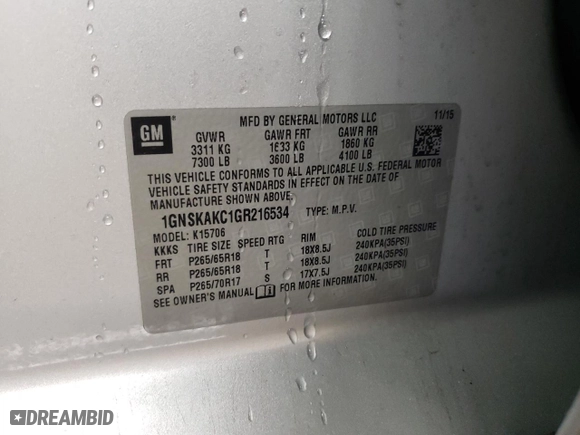 GM
MFD BY GENERAL MOTORS LLC
11/15
GVWR GAWR FRT GAWR RR
3311 KG 1633 KG 1860 KG
7300 LB 3600 LB 4100 LB
THIS VEHICLE CONFORMS TO ALL APPLICABLE U.S. FEDERAL MOTOR
VEHICLE SAFETY STANDARDS IN EFFECT ON THE DATE OF
MANUFACTURE SHOWN ABOVE.
1GNSKAKC1GR216534 TYPE: M.P.V.
MODEL: K15706
KKKS TIRE SIZE SPEED RTG RIM COLD TIRE PRESSURE
FRT P265/65R18 T 18X8.5J 240KPA(35PSI)
RR P265/65R18 T 18X8.5J 240KPA(35PSI)
SPA P265/70R17 S 17X7.5J 240KPA(35PSI)
SEE OWNER'S MANUAL FOR MORE INFORMATION.
DREAMBID